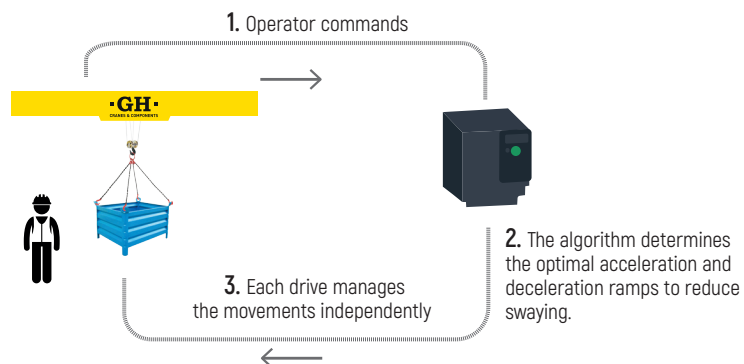 1. Operator commands
·GH·
CRANES & COMPONENTS
2. The algorithm determines
the optimal acceleration and
deceleration ramps to reduce
swaying.
3. Each drive manages
the movements independently